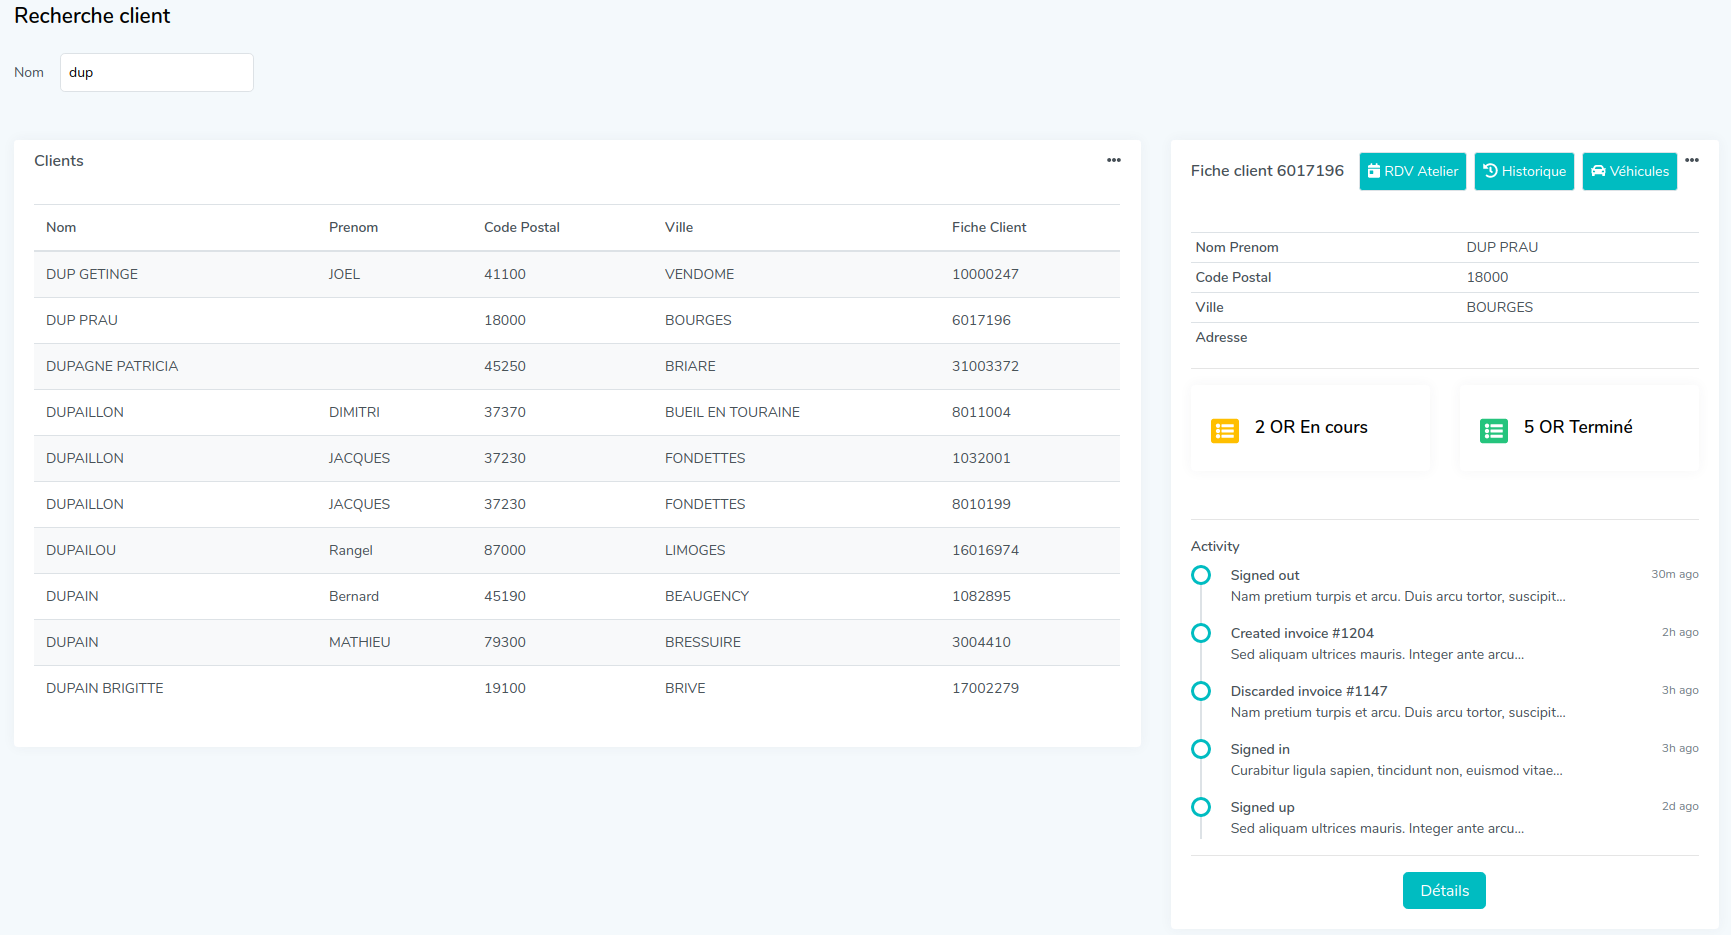 Recherche client
Nom dup
Clients
Nom Prenom Code Postal Ville Fiche Client
DUP GETINGE JOEL 41100 VENDOME 10000247
DUP PRAU 18000 BOURGES 6017196
DUPAGNE PATRICIA 45250 BRIARE 31003372
DUPAILLON DIMITRI 37370 BUEIL EN TOURAINE 8011004
DUPAILLON JACQUES 37230 FONDETTES 1032001
DUPAILLON JACQUES 37230 FONDETTES 8010199
DUPAILOU Rangel 87000 LIMOGES 16016974
DUPAIN Bernard 45190 BEAUGENCY 1082895
DUPAIN MATHIEU 79300 BRESSUIRE 3004410
DUPAIN BRIGITTE 19100 BRIVE 17002279
Fiche client 6017196 RDV Atelier Historique Véhicules
Nom Prenom DUP PRAU
Code Postal 18000
Ville BOURGES
Adresse
2 OR En cours 5 OR Terminé
Activity
Signed out 30m ago
Nam pretium turpis et arcu. Duis arcu tortor, suscipit...
Created invoice #1204 2h ago
Sed aliquam ultrices mauris. Integer ante arcu...
Discarded invoice #1147 3h ago
Nam pretium turpis et arcu. Duis arcu tortor, suscipit...
Signed in 3h ago
Curabitur ligula sapien, tincidunt non, euismod vitae...
Signed up 2d ago
Sed aliquam ultrices mauris. Integer ante arcu...
Détails